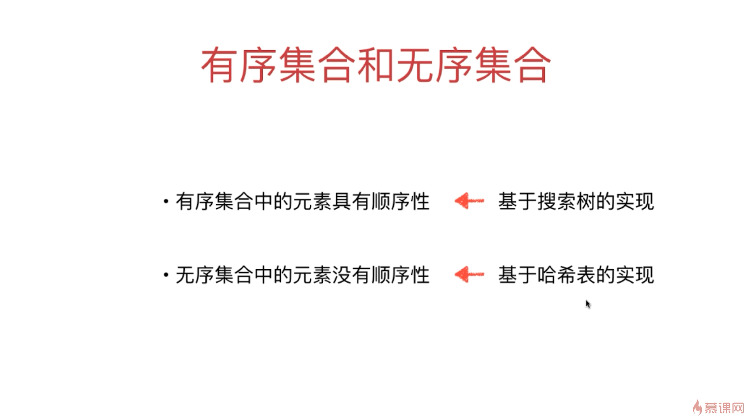 有序集合和无序集合
• 有序集合中的元素具有顺序性 基于搜索树的实现
• 无序集合中的元素没有顺序性 基于哈希表的实现
慕课网